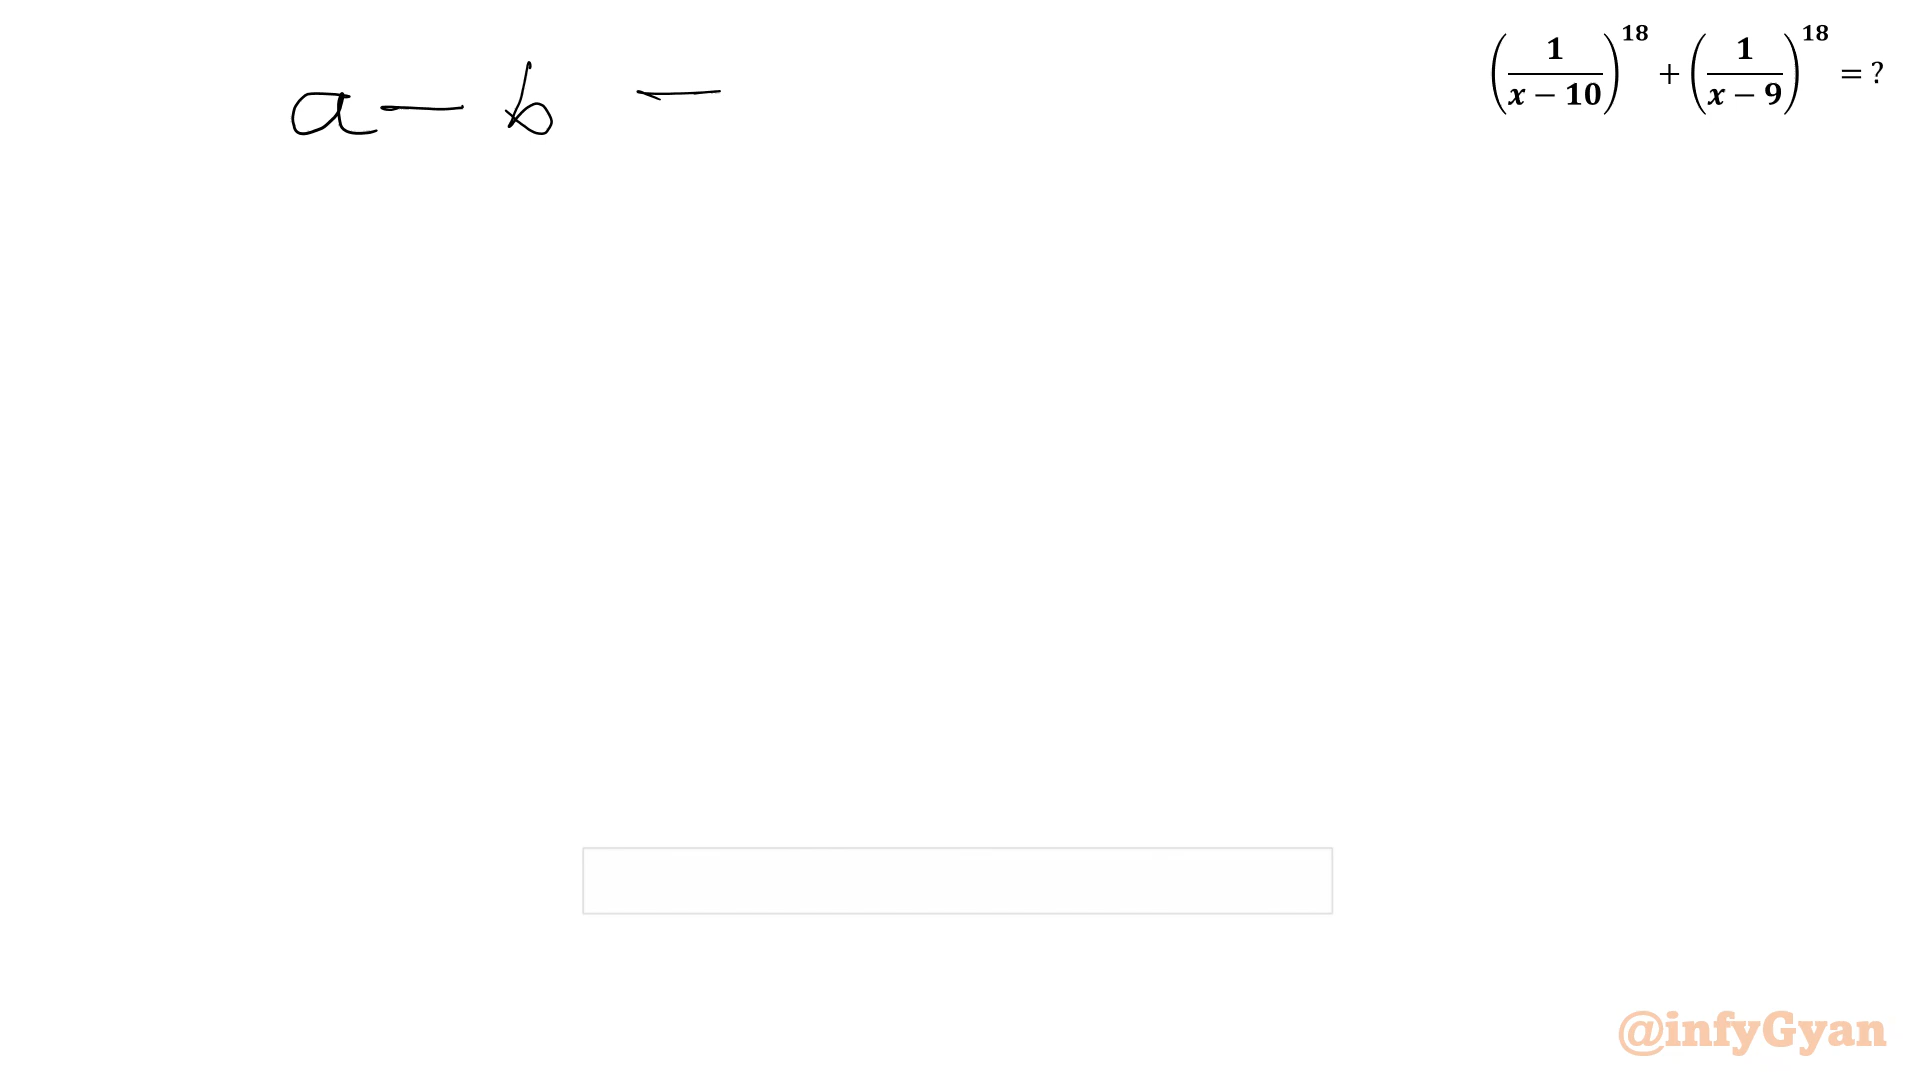 a - b -
(1/(x - 10))^18 + (1/(x - 9))^18 = ?
@infyGyan